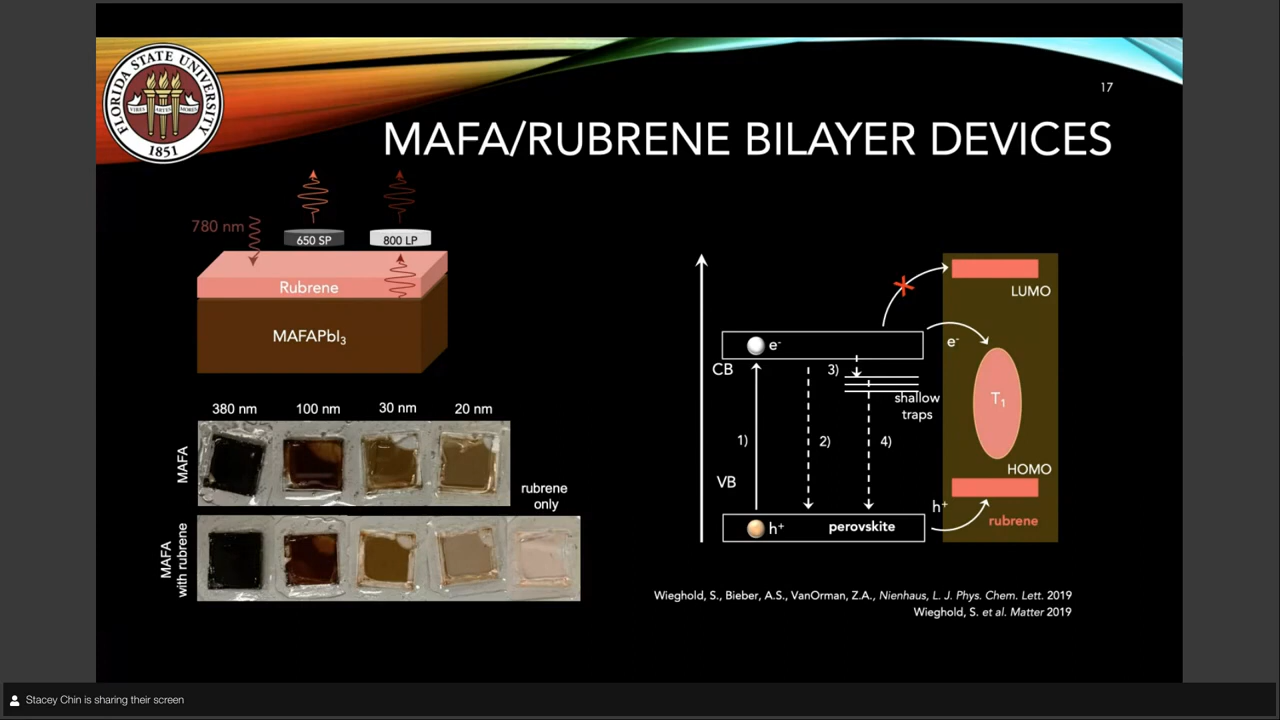 FLORIDA STATE UNIVERSITY
VIRES ARTES MORES
1851
17
MAFA/RUBRENE BILAYER DEVICES
780 nm
650 SP
800 LP
Rubrene
MAFAPbI₃
380 nm
100 nm
30 nm
20 nm
MAFA
rubrene
only
MAFA
with rubrene
LUMO
e⁻
e⁻
CB
3)
shallow
traps
T₁
1)
2)
4)
HOMO
VB
h⁺
h⁺
perovskite
rubrene
Wieghold, S., Bieber, A.S., VanOrman, Z.A., Nienhaus, L. J. Phys. Chem. Lett. 2019
Wieghold, S. et al. Matter 2019
Stacey Chin is sharing their screen